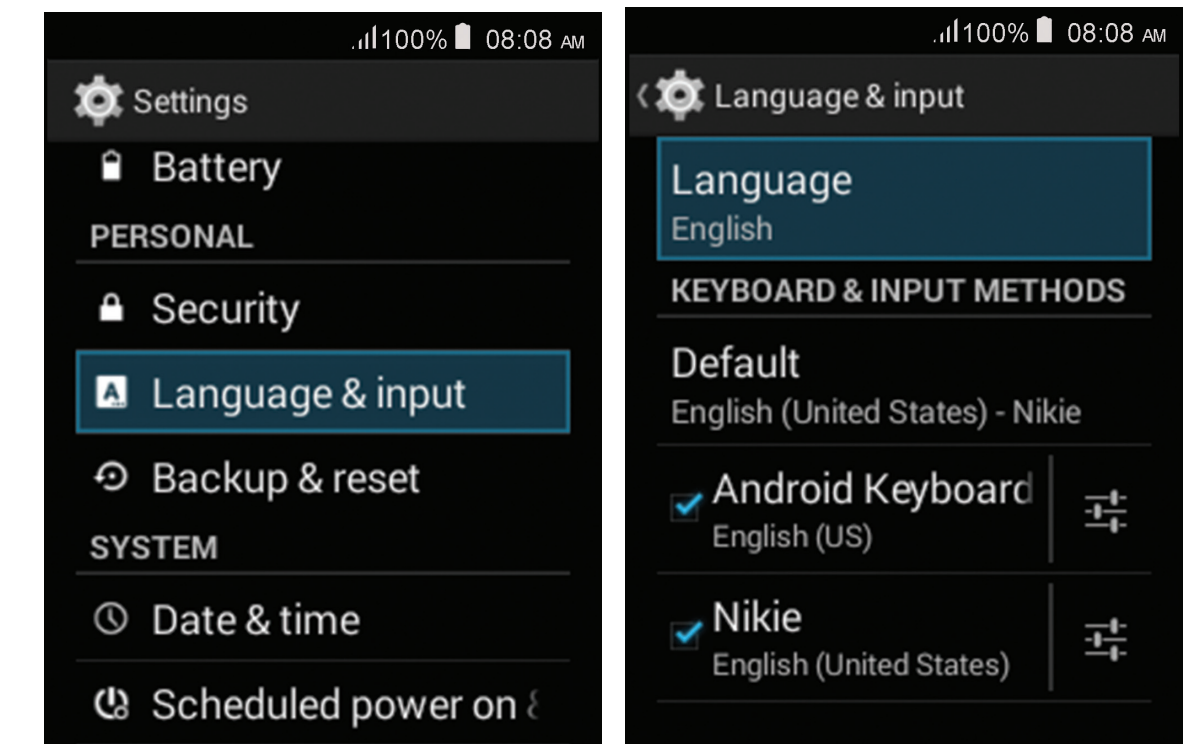 100% 08:08 AM
Settings
Battery
PERSONAL
Security
Language & input
Backup & reset
SYSTEM
Date & time
Scheduled power on
100% 08:08 AM
Language & input
Language
English
KEYBOARD & INPUT METHODS
Default
English (United States) - Nikie
Android Keyboard
English (US)
Nikie
English (United States)